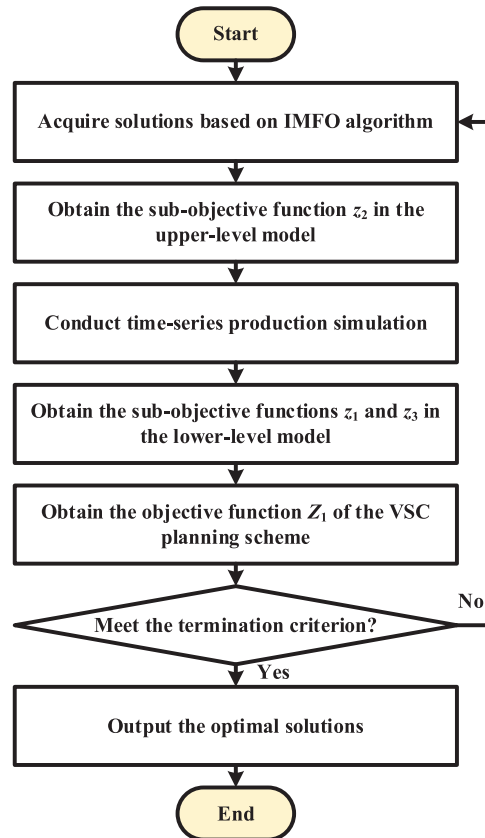 Start
Acquire solutions based on IMFO algorithm
Obtain the sub-objective function z₂ in the
upper-level model
Conduct time-series production simulation
Obtain the sub-objective functions z₁ and z₃ in
the lower-level model
Obtain the objective function Z₁ of the VSC
planning scheme
Meet the termination criterion?
No
Yes
Output the optimal solutions
End